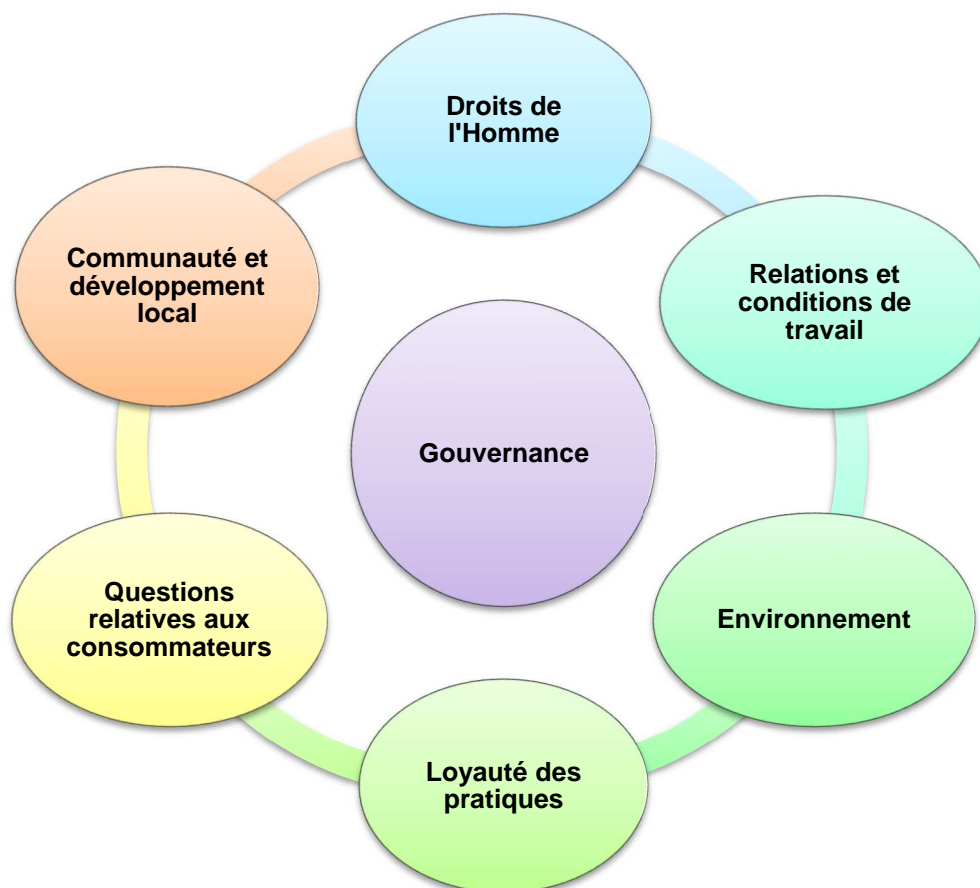 Droits de
l'Homme
Relations et
conditions de
travail
Environnement
Loyauté des
pratiques
Questions
relatives aux
consommateurs
Communauté et
développement
local
Gouvernance